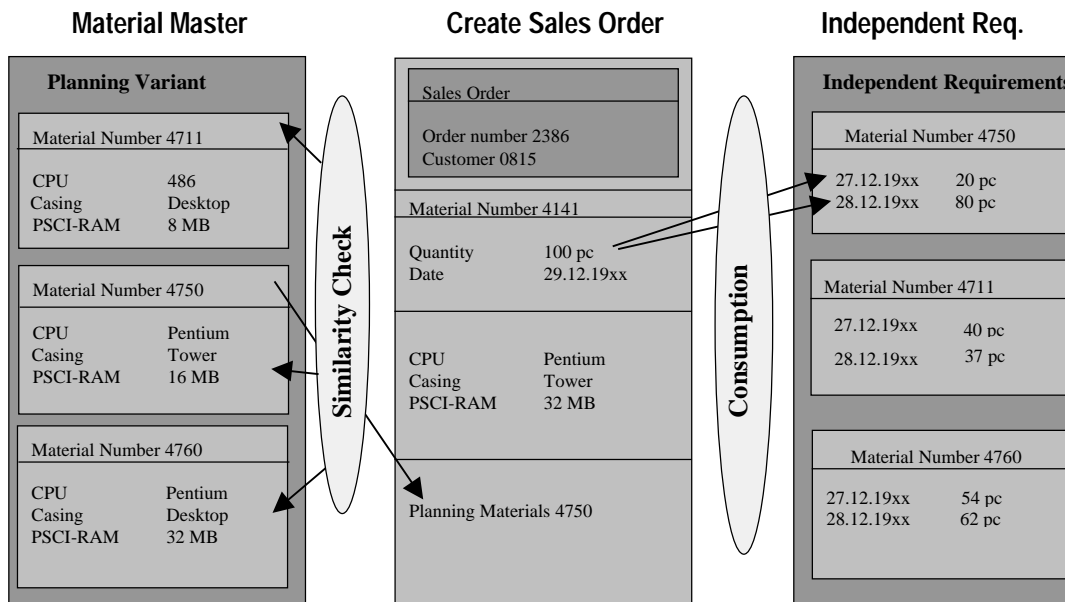 Material Master
Create Sales Order
Independent Req.
Planning Variant
Material Number 4711
CPU 486
Casing Desktop
PSCI-RAM 8 MB
Material Number 4750
CPU Pentium
Casing Tower
PSCI-RAM 16 MB
Material Number 4760
CPU Pentium
Casing Desktop
PSCI-RAM 32 MB
Similarity Check
Sales Order
Order number 2386
Customer 0815
Material Number 4141
Quantity 100 pc
Date 29.12.19xx
CPU Pentium
Casing Tower
PSCI-RAM 32 MB
Planning Materials 4750
Consumption
Independent Requirements
Material Number 4750
27.12.19xx 20 pc
28.12.19xx 80 pc
Material Number 4711
27.12.19xx 40 pc
28.12.19xx 37 pc
Material Number 4760
27.12.19xx 54 pc
28.12.19xx 62 pc